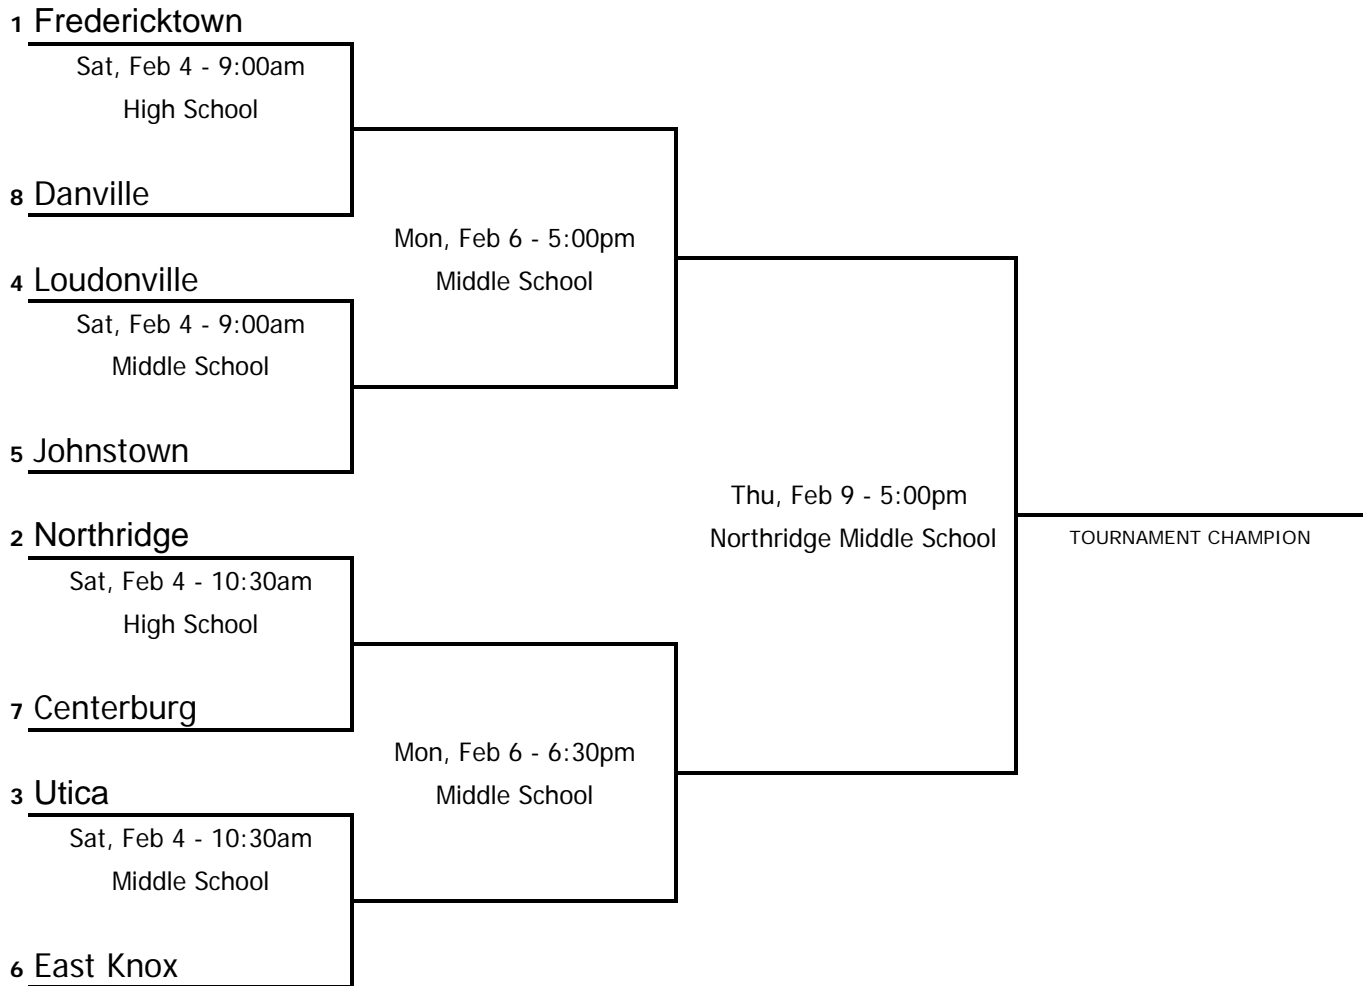 1 Fredericktown
Sat, Feb 4 - 9:00am
High School
8 Danville
Mon, Feb 6 - 5:00pm
Middle School
4 Loudonville
Sat, Feb 4 - 9:00am
Middle School
5 Johnstown
Thu, Feb 9 - 5:00pm
Northridge Middle School
TOURNAMENT CHAMPION
2 Northridge
Sat, Feb 4 - 10:30am
High School
7 Centerburg
Mon, Feb 6 - 6:30pm
Middle School
3 Utica
Sat, Feb 4 - 10:30am
Middle School
6 East Knox